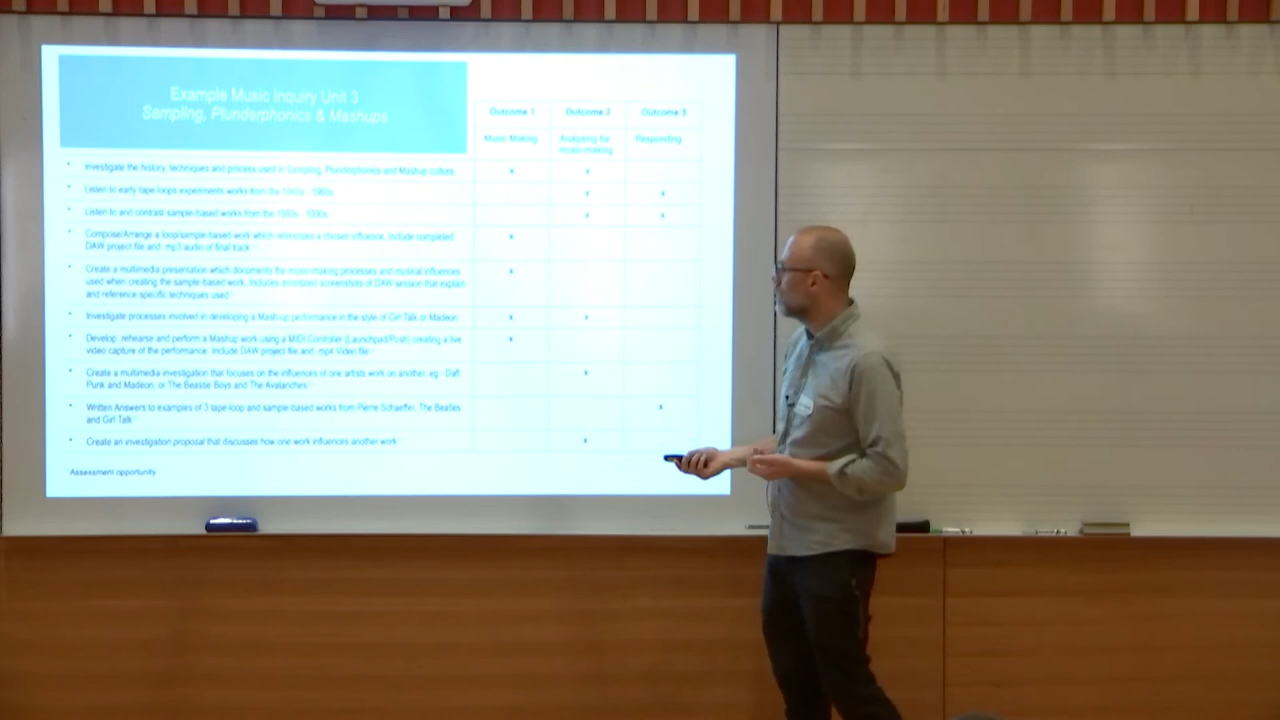 Example Music Inquiry Unit 3
Sampling, Plunderphonics & Mashups
Outcome 1 Outcome 2 Outcome 3
Music Making Analysing for Responding
music-making
• Investigate the history, techniques and process used in Sampling, Plunderphonics and Mashup culture. x x
• Listen to early tape-loops experiments works from the 1940s - 1960s x x
• Listen to and contrast sample-based works from the x x
• Compose/Arrange a loop/sample-based work which references a chosen influence. Include completed x
DAW project file and .mp3 audio of final track
• Create a multimedia presentation which documents the music-making processes and musical influences x
used when creating the sample-based work. Includes annotated screenshots of DAW session that explain
and reference specific techniques used
• Investigate processes involved in developing a Mash-up performance in the style of Girl Talk or Madeon. x x
• Develop, rehearse and perform a Mashup work using a MIDI Controller (Launchpad/Push) creating a live x
video capture of the performance. Include DAW project file and .mp4 Video file
• Create a multimedia investigation that focuses on the influences of one artists work on another, eg - Daft x
Punk and Madeon, or The Beastie Boys and The Avalanches
• Written Answers to examples of 3 tape-loop and sample-based works from Pierre Schaeffer, The Beatles x
and Girl Talk
• Create an investigation proposal that discusses how one work influences another work x
Assessment opportunity